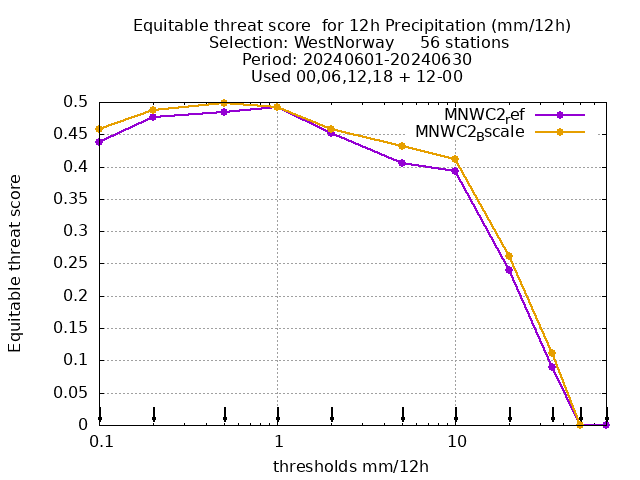 Equitable threat score for 12h Precipitation (mm/12h)
Selection: WestNorway 56 stations
Period: 20240601-20240630
Used 00,06,12,18 + 12-00
MNWC2_ref
MNWC2_Bscale
Equitable threat score
0.5
0.45
0.4
0.35
0.3
0.25
0.2
0.15
0.1
0.05
0
0.1 1 10
thresholds mm/12h